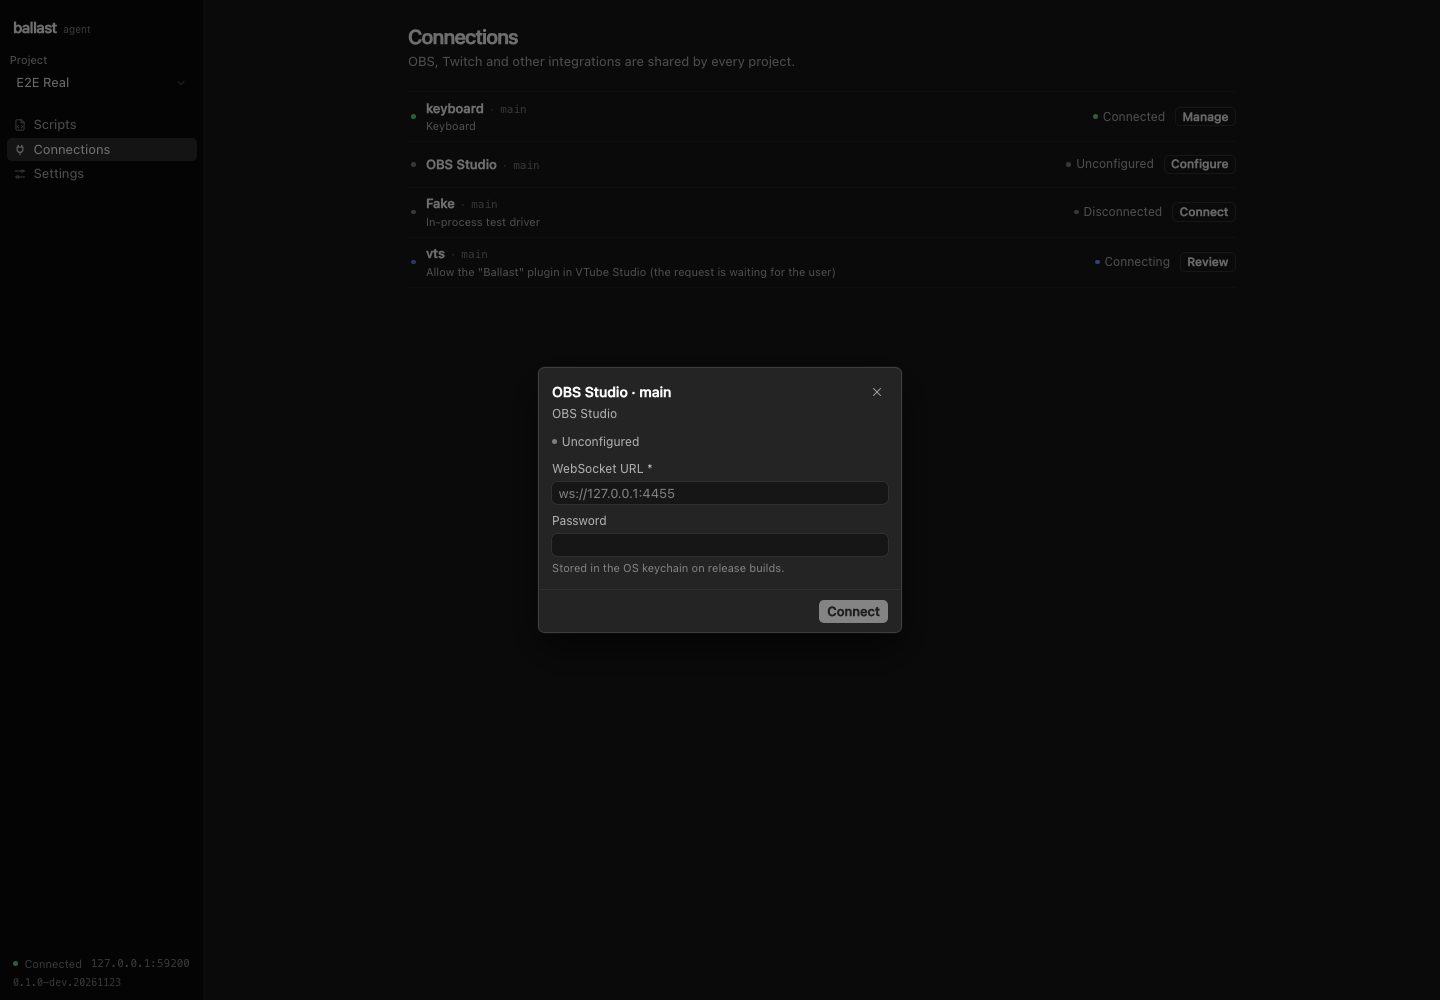 ballast agent
Project
E2E Real
Scripts
Connections
Settings
Connections
OBS, Twitch and other integrations are shared by every project.
keyboard · main
Keyboard
Connected Manage
OBS Studio · main
Unconfigured Configure
Fake · main
In-process test driver
Disconnected Connect
vts · main
Allow the "Ballast" plugin in VTube Studio (the request is waiting for the user)
Connecting Review
OBS Studio · main
OBS Studio
Unconfigured
WebSocket URL *
ws://127.0.0.1:4455
Password
Stored in the OS keychain on release builds.
Connect
Connected 127.0.0.1:59200
0.1.0-dev.20261123